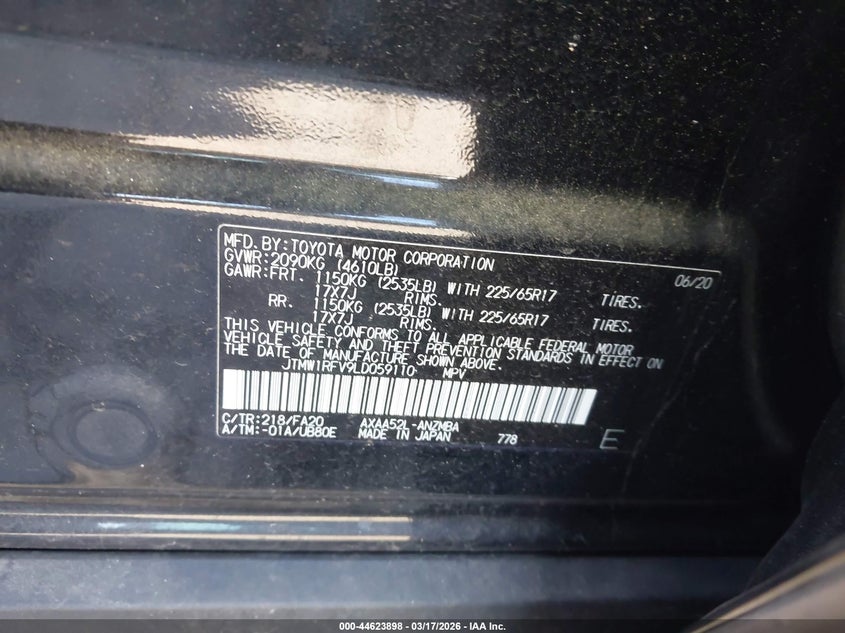 MFD. BY: TOYOTA MOTOR CORPORATION 06/20
GVWR: 2090KG (4610LB)
GAWR: FRT. 1150KG (2535LB) WITH 225/65R17 TIRES.
17X7J RIMS.
RR. 1150KG (2535LB) WITH 225/65R17 TIRES.
17X7J RIMS.
THIS VEHICLE CONFORMS TO ALL APPLICABLE FEDERAL MOTOR
VEHICLE SAFETY AND THEFT PREVENTION STANDARDS IN EFFECT ON
THE DATE OF MANUFACTURE SHOWN ABOVE.
JTMW1RFV9LD059110 MPV
C/TR: 218/FA20 AXAA52L-ANZMBA
A/TM: -01A/UB80E MADE IN JAPAN 778 E
000-44623898 - 03/17/2026 - IAA Inc.